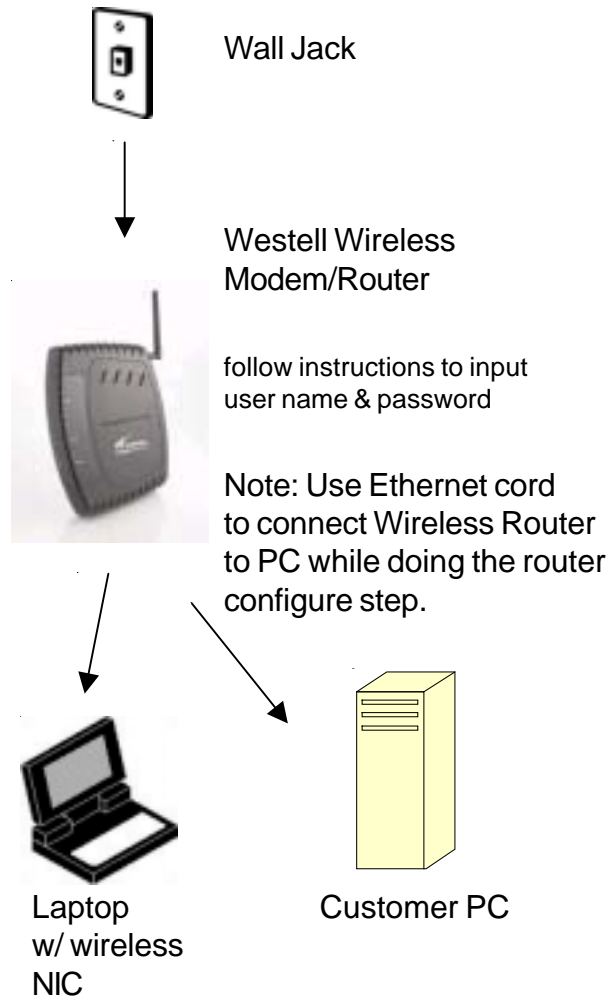 Wall Jack
Westell Wireless
Modem/Router
follow instructions to input
user name & password
Note: Use Ethernet cord
to connect Wireless Router
to PC while doing the router
configure step.
Laptop
w/ wireless
NIC
Customer PC